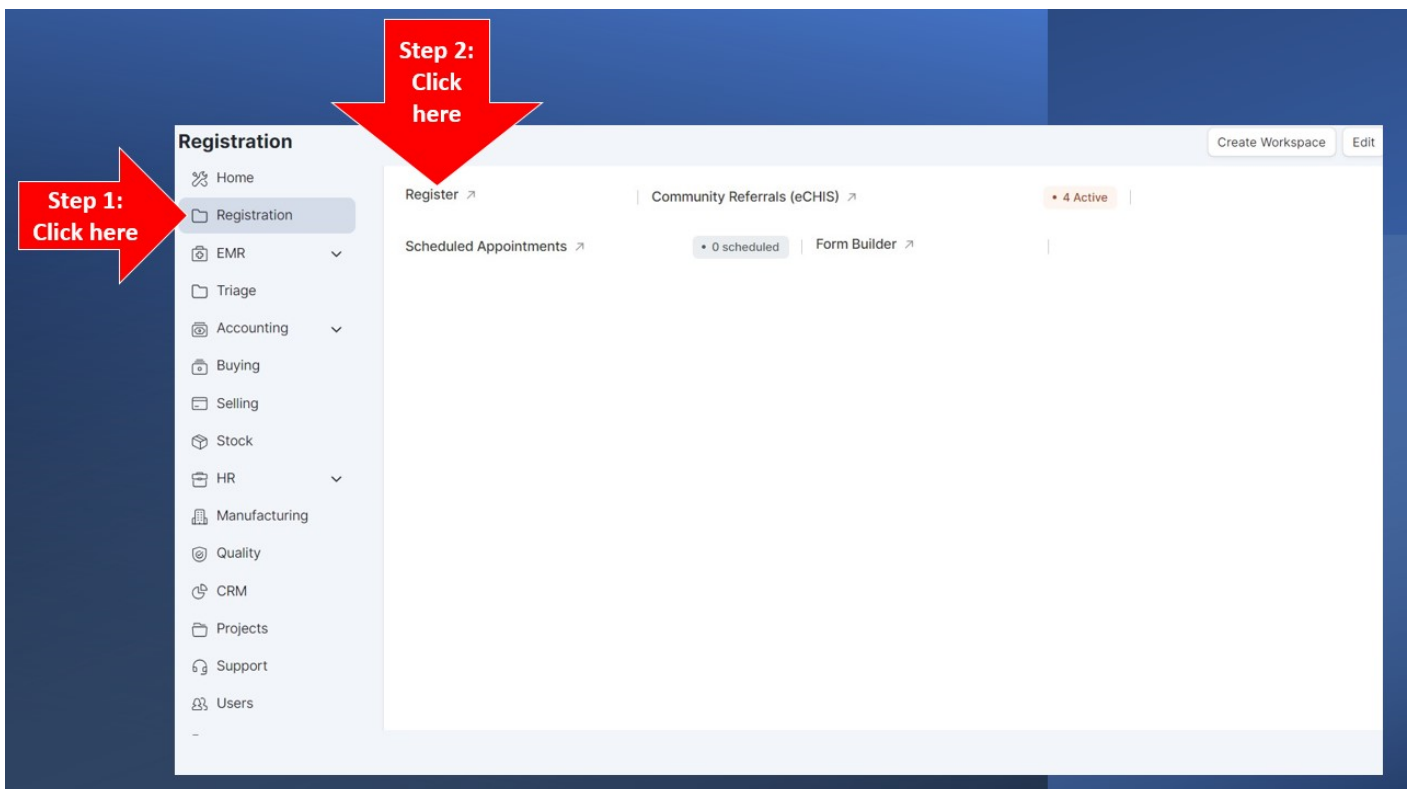 Step 2:
Click
here
Registration
Create Workspace
Edit
Step 1:
Click here
Home
Registration
EMR
Triage
Accounting
Buying
Selling
Stock
HR
Manufacturing
Quality
CRM
Projects
Support
Users
Register
Community Referrals (eCHIS)
• 4 Active
Scheduled Appointments
• 0 scheduled
Form Builder